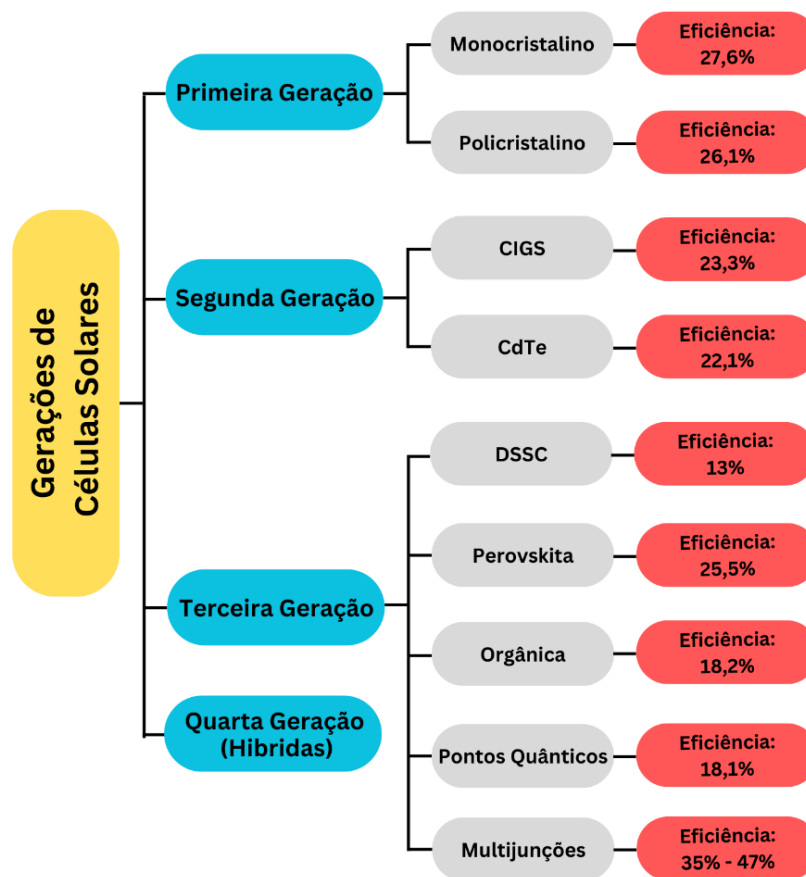 Gerações de
Células Solares
Primeira Geração
Monocristalino
Eficiência:
27,6%
Policristalino
Eficiência:
26,1%
Segunda Geração
CIGS
Eficiência:
23,3%
CdTe
Eficiência:
22,1%
Terceira Geração
DSSC
Eficiência:
13%
Perovskita
Eficiência:
25,5%
Orgânica
Eficiência:
18,2%
Pontos Quânticos
Eficiência:
18,1%
Multijunções
Eficiência:
35% - 47%
Quarta Geração
(Hibridas)